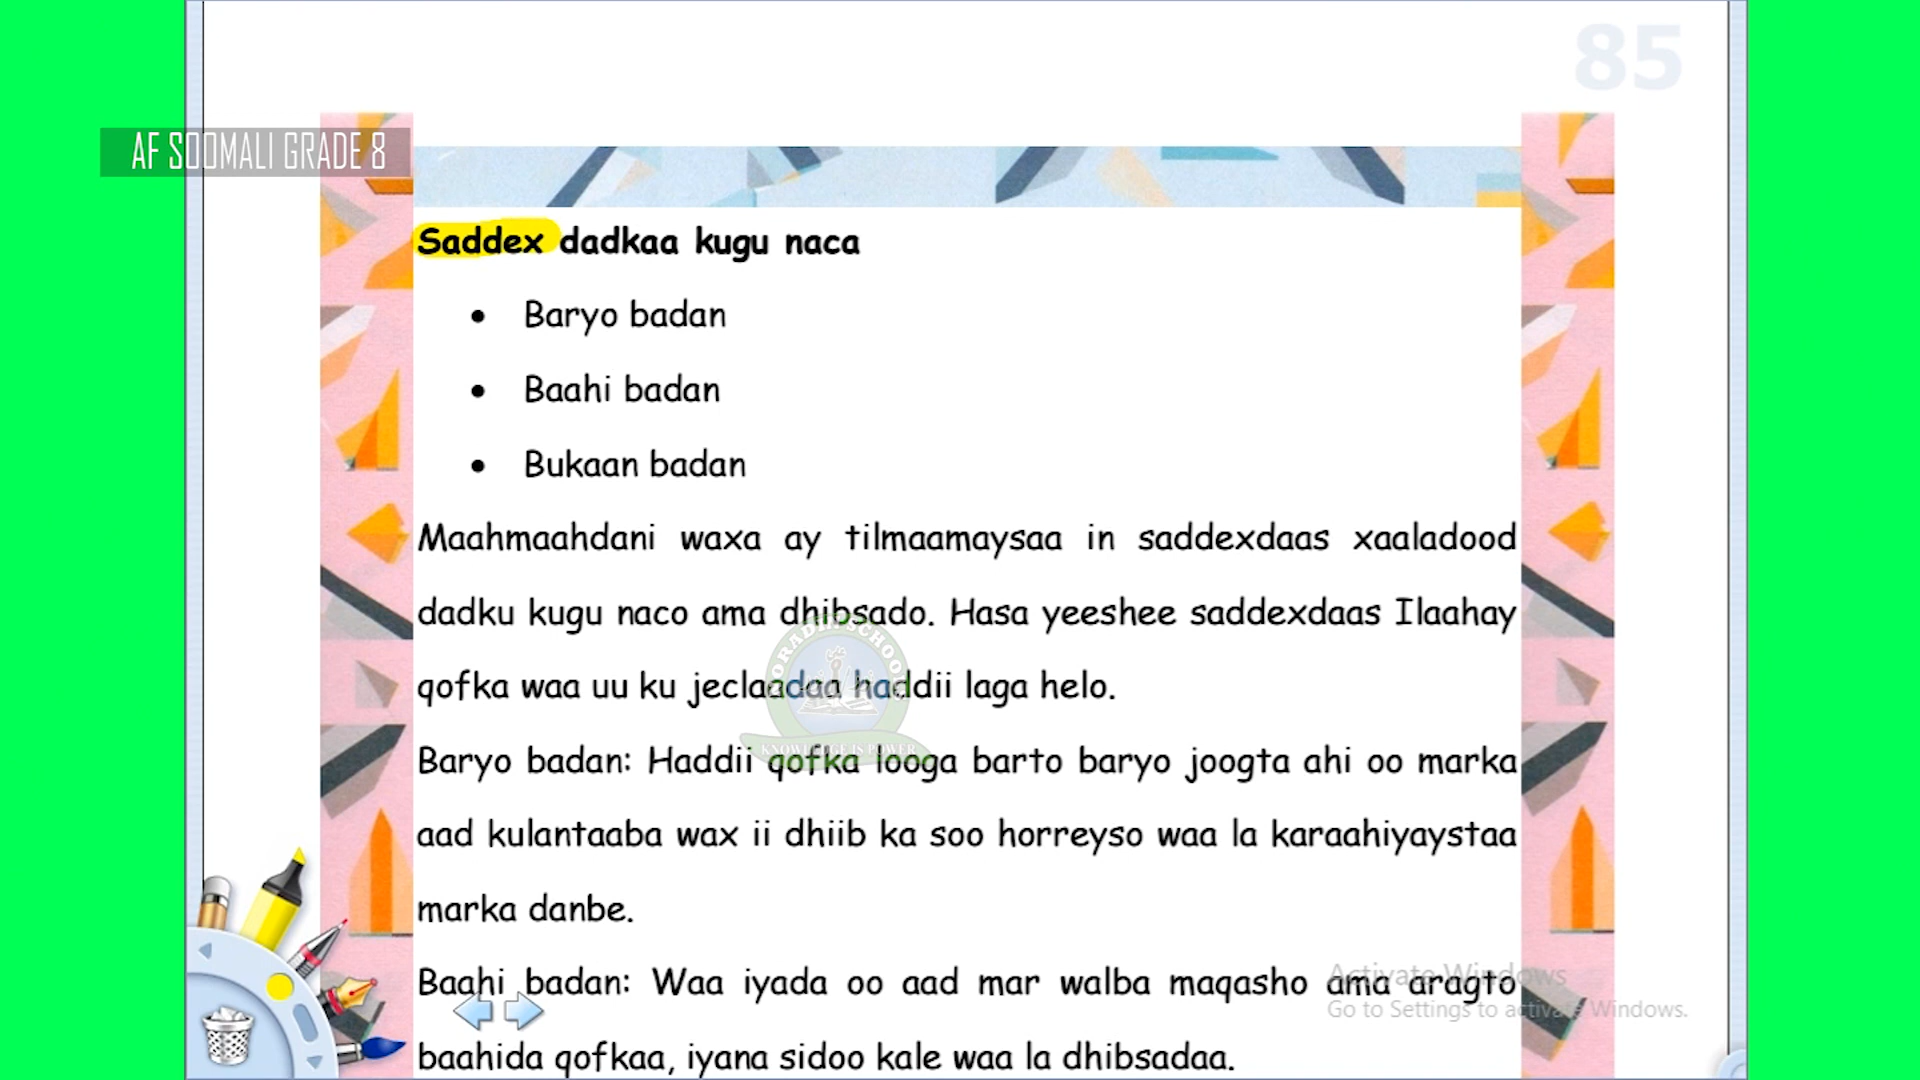 85
AF SOOMALI GRADE 8
Saddex dadkaa kugu naca
• Baryo badan
• Baahi badan
• Bukaan badan
Maahmaahdani waxa ay tilmaamaysaa in saddexdaas xaaladood
dadku kugu naco ama dhibsado. Hasa yeeshee saddexdaas Ilaahay
qofka waa uu ku jeclaadaa haddii laga helo.
Baryo badan: Haddii qofka looga barto baryo joogta ahi oo marka
aad kulantaaba wax ii dhiib ka soo horreyso waa la karaahiyaystaa
marka danbe.
Baahi badan: Waa iyada oo aad mar walba maqasho ama aragto
baahida qofkaa, iyana sidoo kale waa la dhibsadaa.
SCHOOL
KNOWLEDGE IS POWER
Activate Windows
Go to Settings to activate Windows.